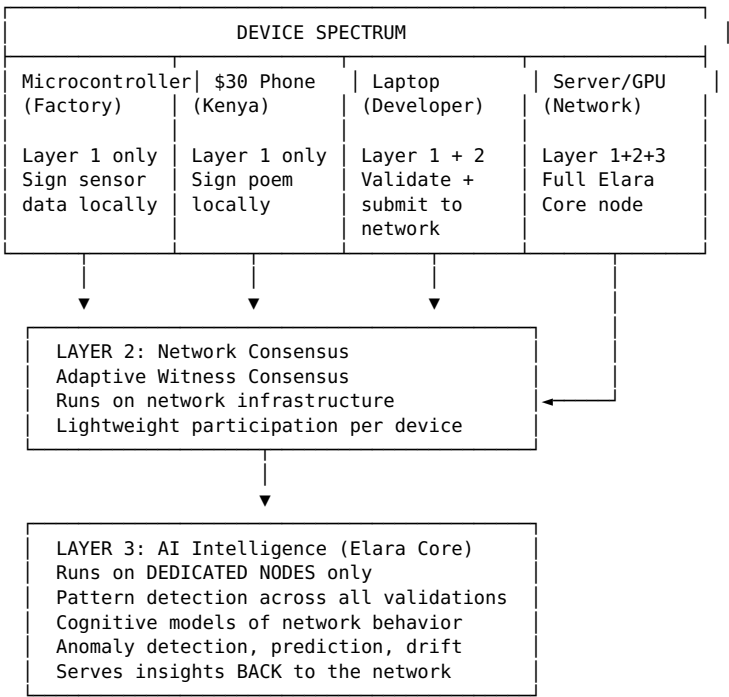 DEVICE SPECTRUM
Microcontroller $30 Phone Laptop Server/GPU
(Factory) (Kenya) (Developer) (Network)
Layer 1 only Layer 1 only Layer 1 + 2 Layer 1+2+3
Sign sensor Sign poem Validate + Full Elara
data locally locally submit to Core node
network
LAYER 2: Network Consensus
Adaptive Witness Consensus
Runs on network infrastructure
Lightweight participation per device
LAYER 3: AI Intelligence (Elara Core)
Runs on DEDICATED NODES only
Pattern detection across all validations
Cognitive models of network behavior
Anomaly detection, prediction, drift
Serves insights BACK to the network